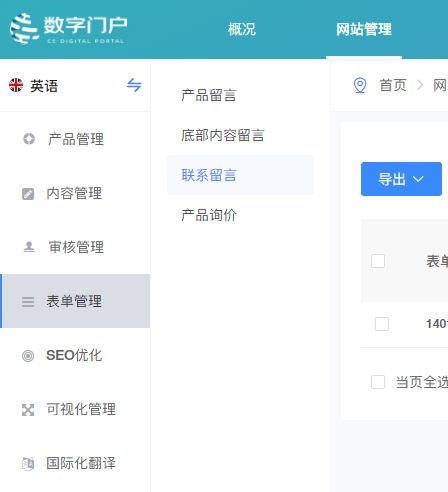 数字门户
CE DIGITAL PORTAL
概况
网站管理
英语
产品管理
内容管理
审核管理
表单管理
SEO优化
可视化管理
国际化翻译
产品留言
底部内容留言
联系留言
产品询价
首页 > 网
导出
表单
140
当页全选